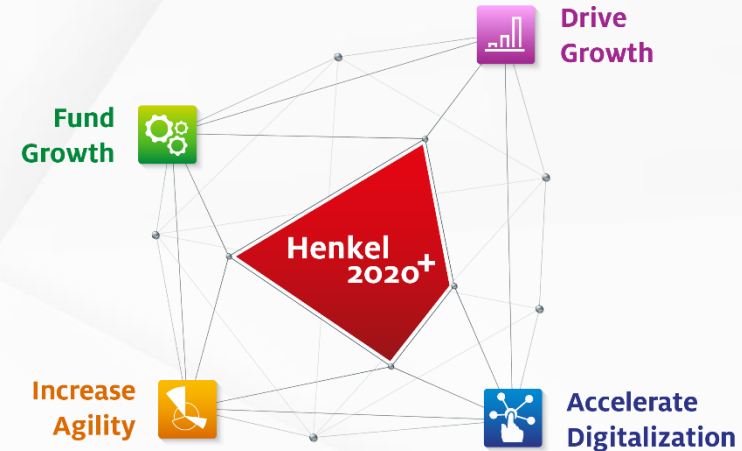 Drive
Growth
Fund
Growth
Henkel
2020+
Increase
Agility
Accelerate
Digitalization